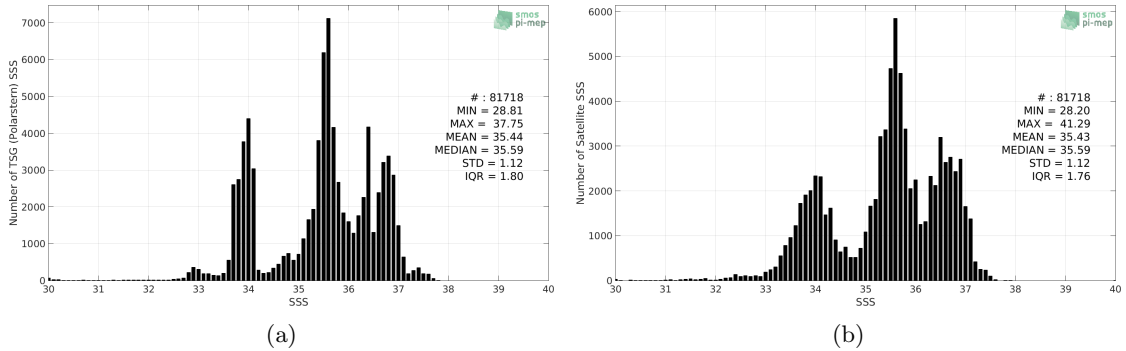 7000
6000
5000
4000
3000
2000
1000
0
30 31 32 33 34 35 36 37 38 39 40
SSS
Number of TSG (Polarstern) SSS
smos
pi-mep
# : 81718
MIN = 28.81
MAX = 37.75
MEAN = 35.44
MEDIAN = 35.59
STD = 1.12
IQR = 1.80
(a)
6000
5000
4000
3000
2000
1000
0
30 31 32 33 34 35 36 37 38 39 40
SSS
Number of Satellite SSS
smos
pi-mep
# : 81718
MIN = 28.20
MAX = 41.29
MEAN = 35.43
MEDIAN = 35.59
STD = 1.12
IQR = 1.76
(b)